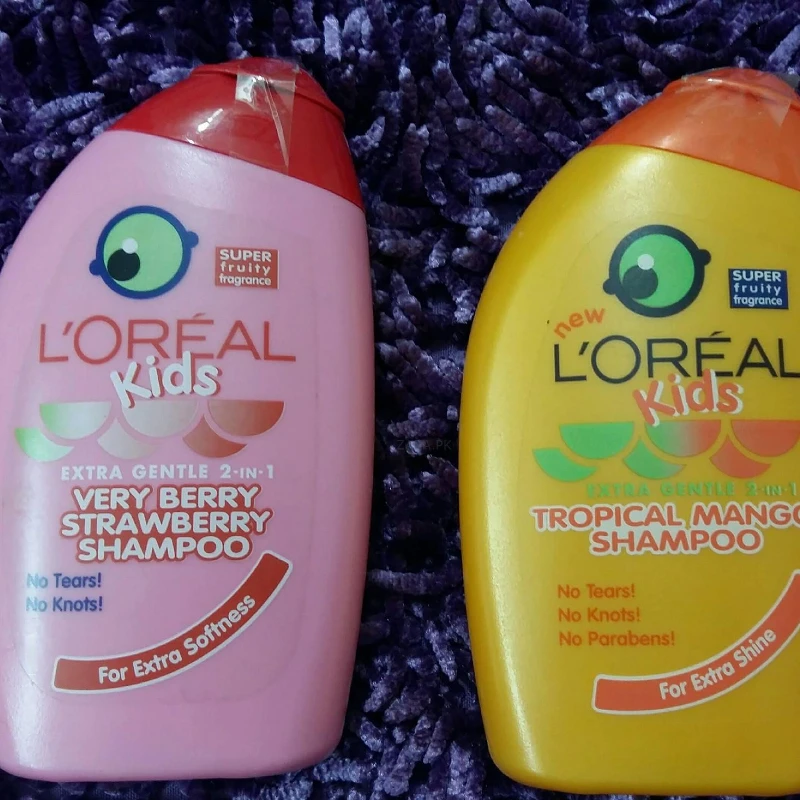 SUPER
fruity
fragrance
L'ORÉAL
Kids
EXTRA GENTLE 2-IN-1
VERY BERRY
STRAWBERRY
SHAMPOO
No Tears!
No Knots!
For Extra Softness
SUPER
fruity
fragrance
new
L'ORÉAL
Kids
EXTRA GENTLE 2-IN-1
TROPICAL MANGO
SHAMPOO
No Tears!
No Knots!
No Parabens!
For Extra Shine